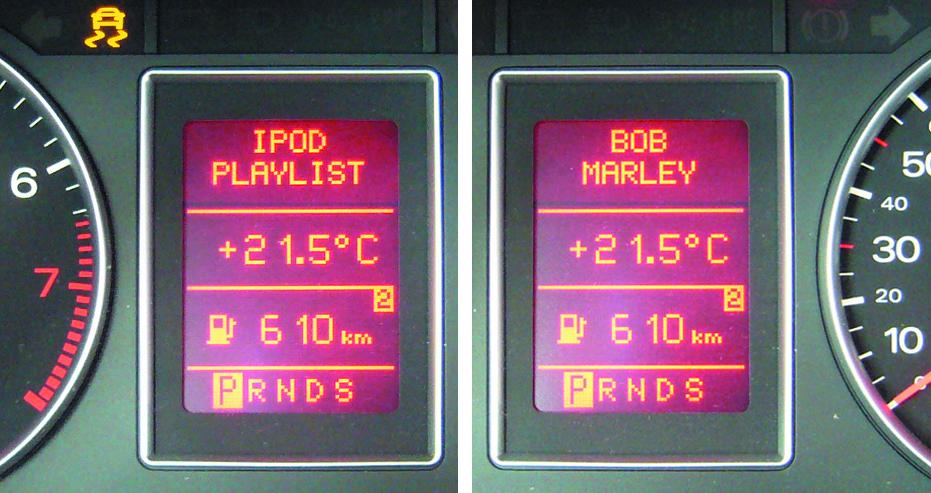 6
7
IPOD
PLAYLIST
+21.5°C
2
610 km
PRNDS
BOB
MARLEY
+21.5°C
2
610 km
PRNDS
50
40
30
20
10
0